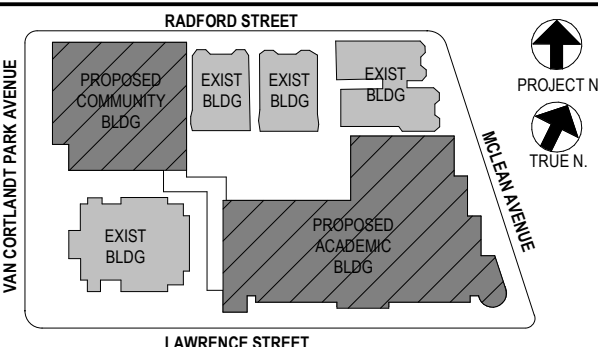 RADFORD STREET
VAN CORTLANDT PARK AVENUE
PROPOSED
COMMUNITY
BLDG
EXIST
BLDG
EXIST
BLDG
EXIST
BLDG
PROJECT N
TRUE N.
MCLEAN AVENUE
EXIST
BLDG
PROPOSED
ACADEMIC
BLDG
LAWRENCE STREET